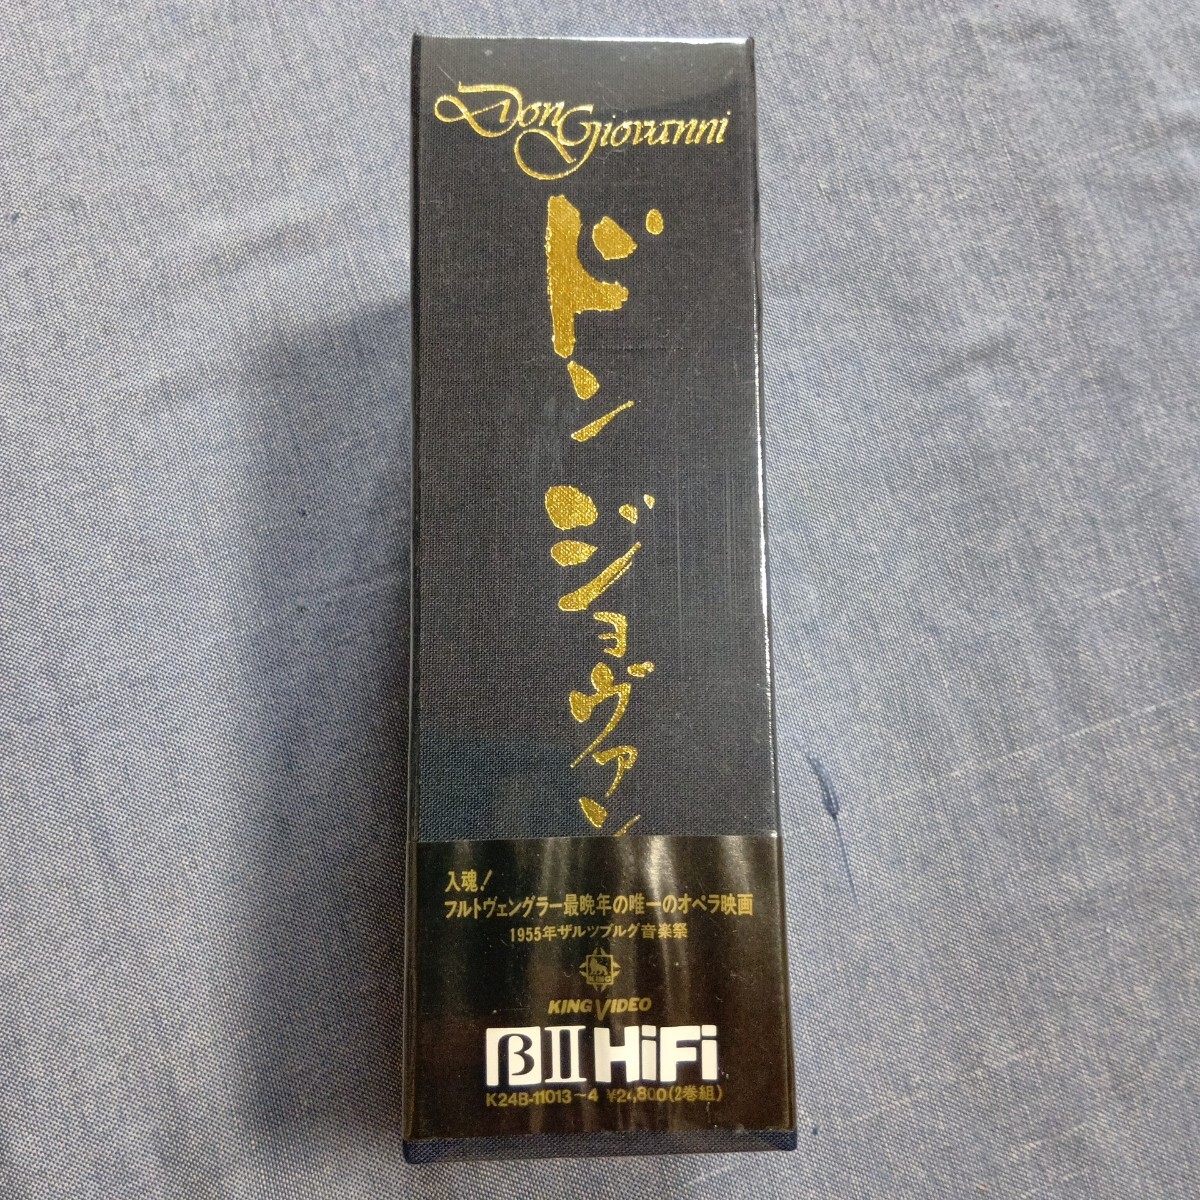 Don Giovanni
ドン ジョヴァン
入魂!
フルトヴェングラー最晩年の唯一のオペラ映画
1955年ザルツブルグ音楽祭
KING VIDEO
βII HiFi
K24B-11013~4 ¥24,800(2巻組)